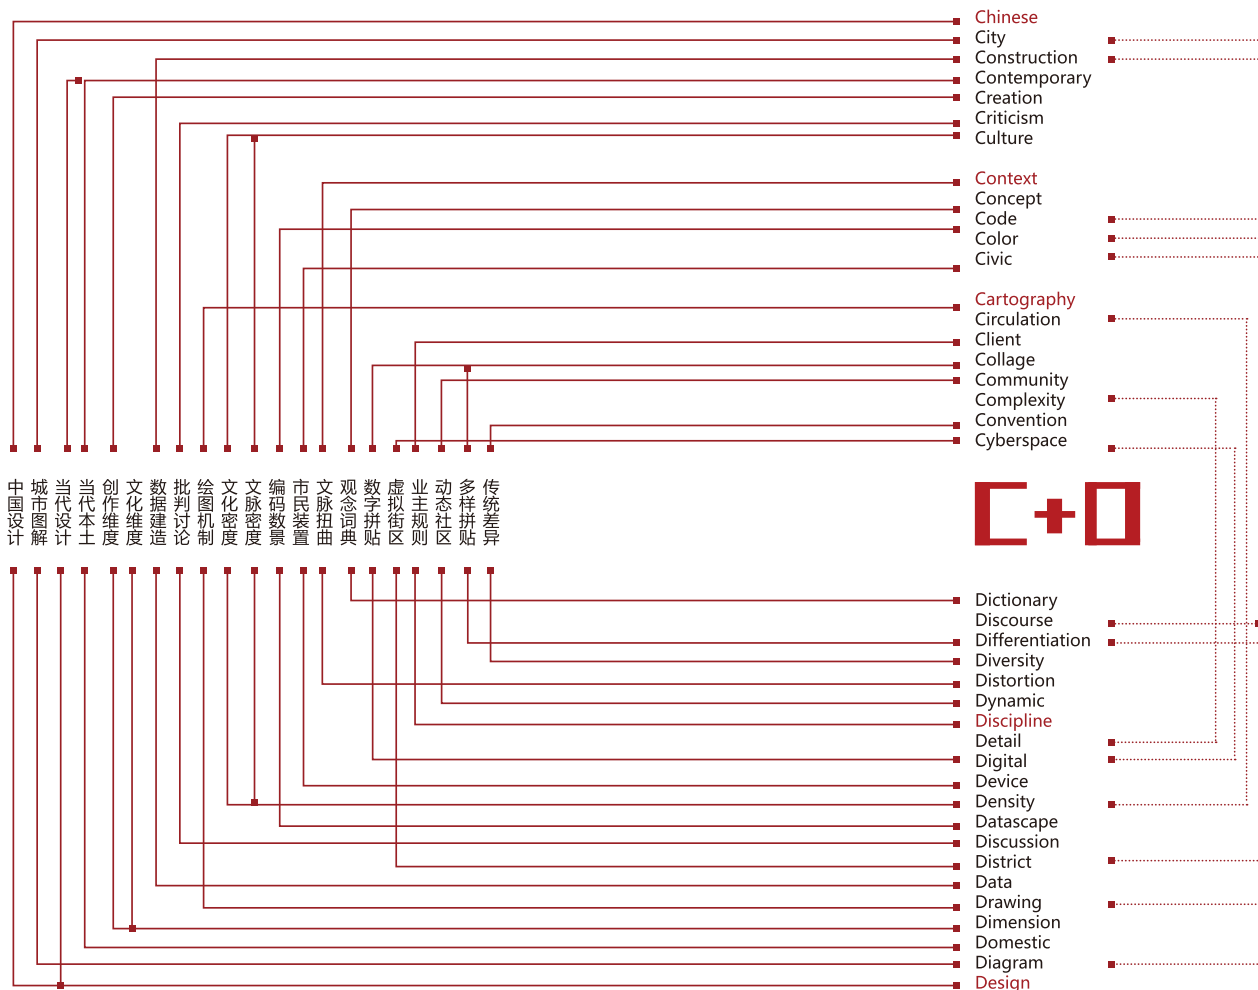 Chinese
City
Construction
Contemporary
Creation
Criticism
Culture
Context
Concept
Code
Color
Civic
Cartography
Circulation
Client
Collage
Community
Complexity
Convention
Cyberspace
中国设计
城市图解
当代设计
当代本土
创作维度
文化维度
数据建造
批判讨论
绘图机制
文化密度
文脉密度
编码数景
市民装置
文脉扭曲
观念词典
数字拼贴
虚拟街区
业主规则
动态社区
多样拼贴
传统差异
C+D
Dictionary
Discourse
Differentiation
Diversity
Distortion
Dynamic
Discipline
Detail
Digital
Device
Density
Datascape
Discussion
District
Data
Drawing
Dimension
Domestic
Diagram
Design